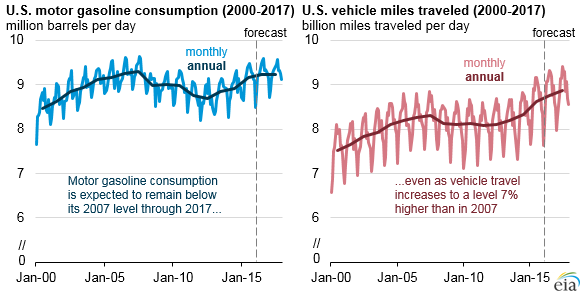 U.S. motor gasoline consumption (2000-2017)
million barrels per day
forecast
10
monthly
annual
9
8
7
6
//
0
Motor gasoline consumption
is expected to remain below
its 2007 level through 2017...
Jan-00 Jan-05 Jan-10 Jan-15
U.S. vehicle miles traveled (2000-2017)
billion miles traveled per day
forecast
10
monthly
annual
9
8
7
6
//
0
...even as vehicle travel
increases to a level 7%
higher than in 2007
Jan-00 Jan-05 Jan-10 Jan-15
eia